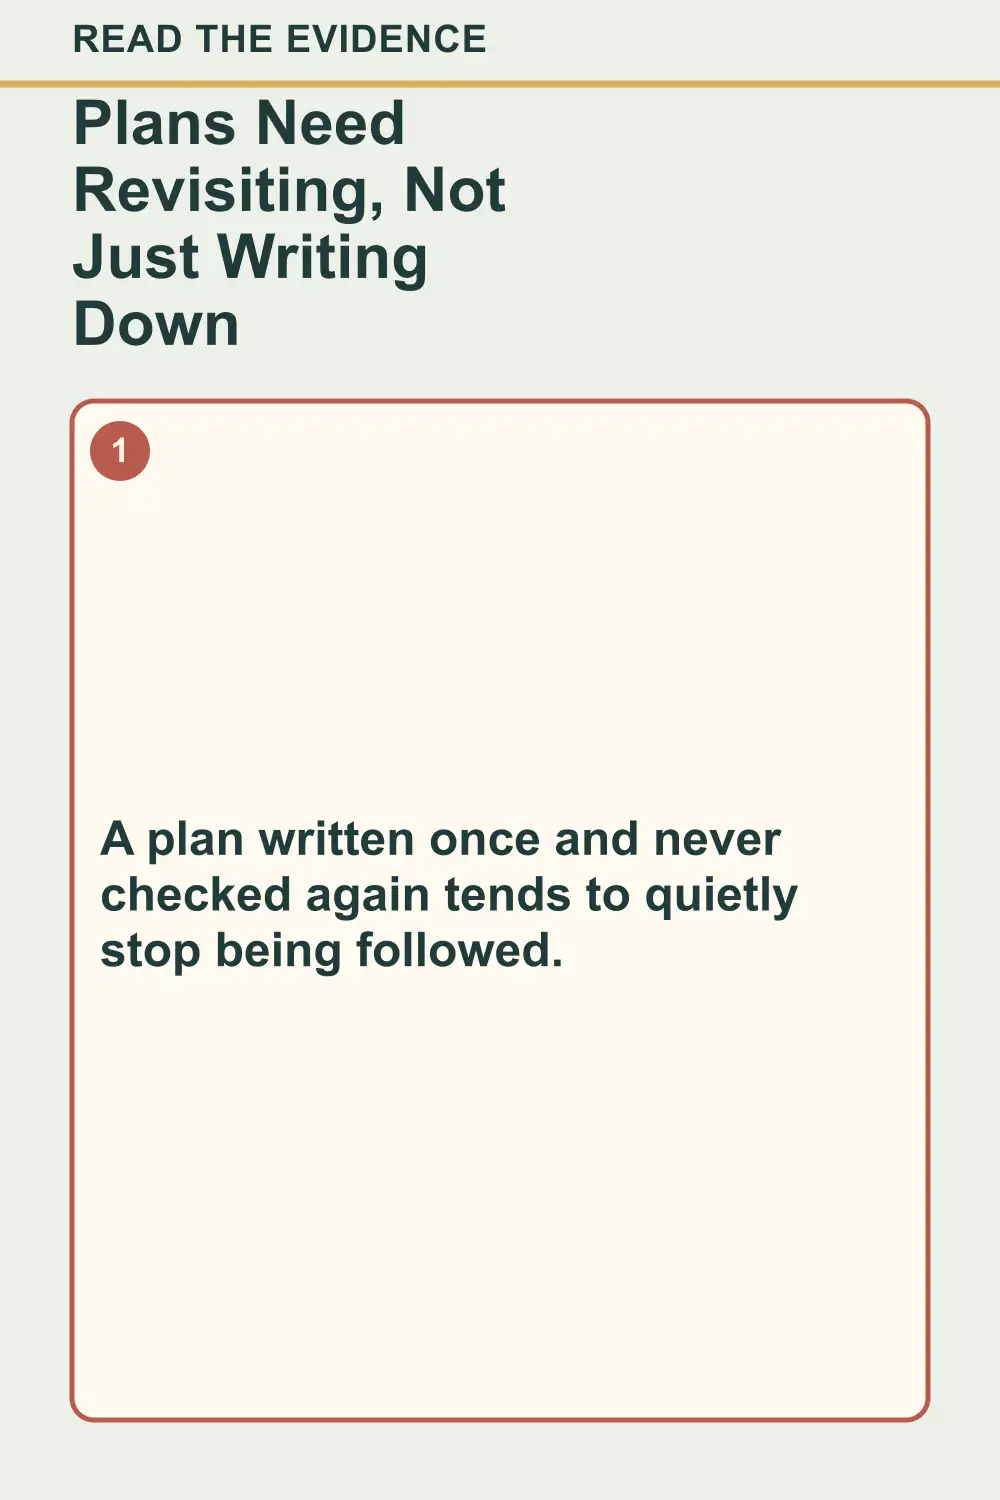 READ THE EVIDENCE
Plans Need
Revisiting, Not
Just Writing
Down
1
A plan written once and never
checked again tends to quietly
stop being followed.